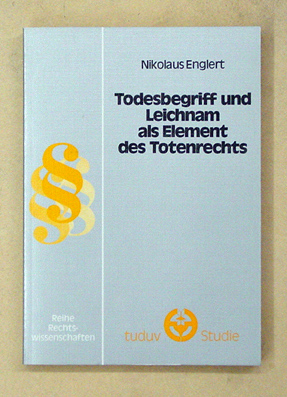 Nikolaus Englert
Todesbegriff und
Leichnam
als Element
des Totenrechts
§§§
Reihe
Rechts-
wissenschaften
tuduv Studie